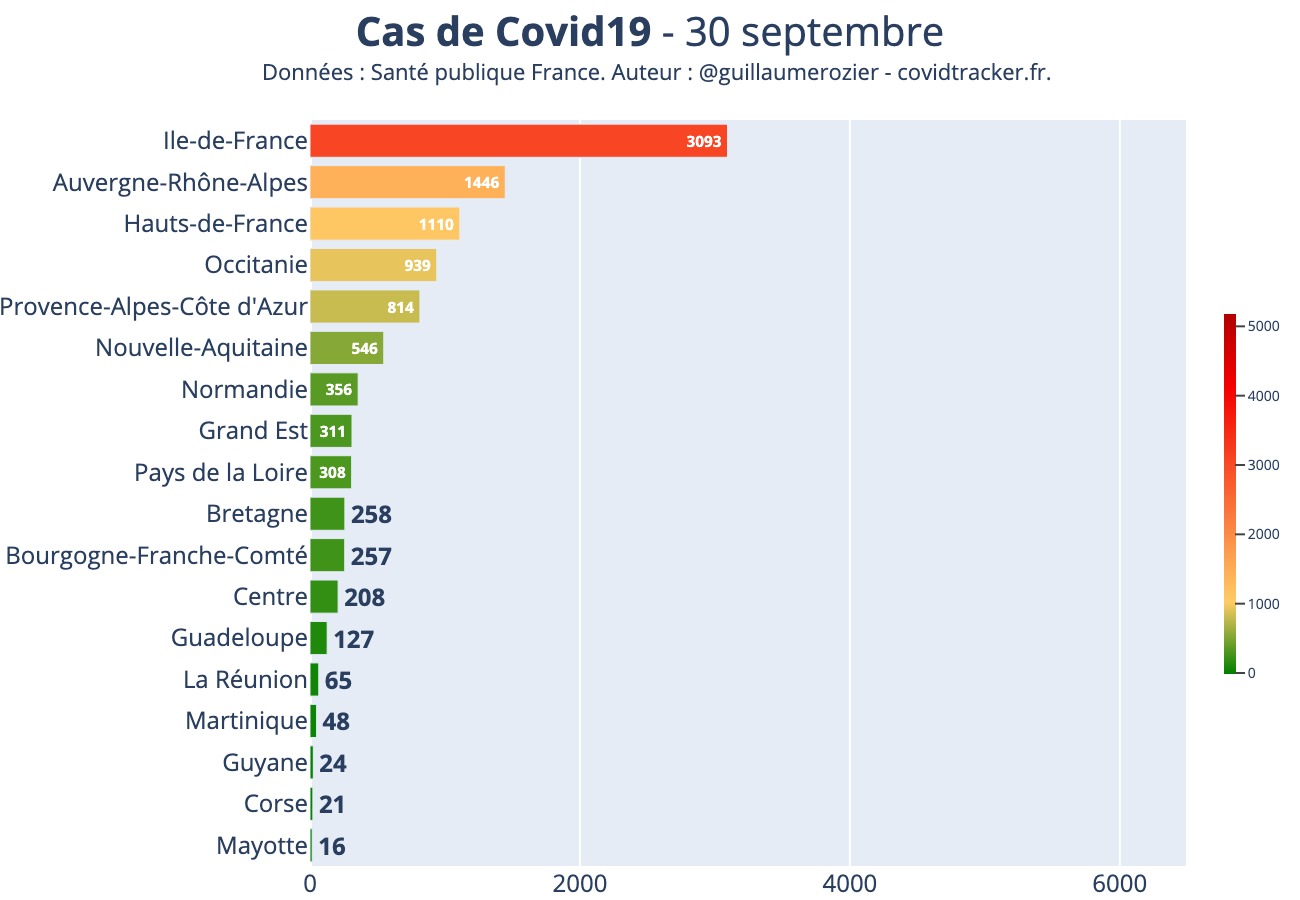 Cas de Covid19 - 30 septembre
Données : Santé publique France. Auteur : @guillaumerozier - covidtracker.fr.
Ile-de-France 3093
Auvergne-Rhône-Alpes 1446
Hauts-de-France 1110
Occitanie 939
Provence-Alpes-Côte d'Azur 814
Nouvelle-Aquitaine 546
Normandie 356
Grand Est 311
Pays de la Loire 308
Bretagne 258
Bourgogne-Franche-Comté 257
Centre 208
Guadeloupe 127
La Réunion 65
Martinique 48
Guyane 24
Corse 21
Mayotte 16
0 2000 4000 6000
5000
4000
3000
2000
1000
0